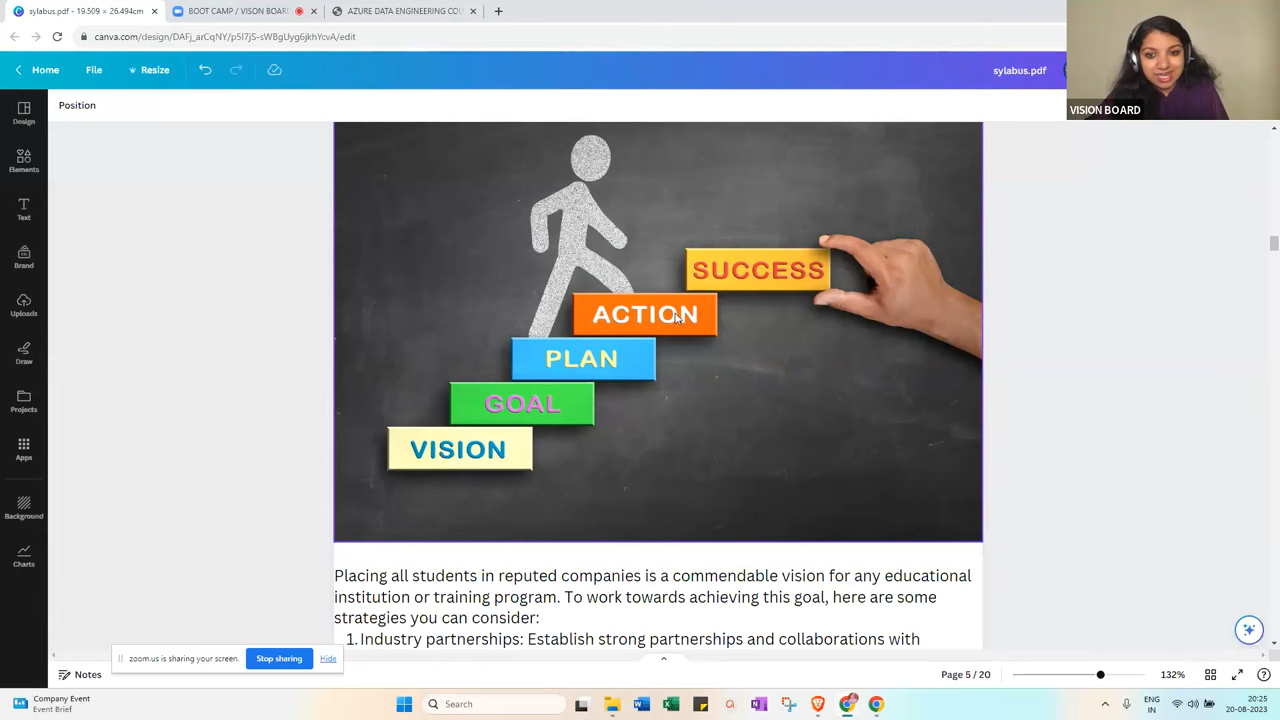 sylabus.pdf - 19.509 × 26.494cm
BOOT CAMP / VISON BOARD
AZURE DATA ENGINEERING COU
canva.com/design/DAFj_arCqNY/p5I7jS-sWBgUyg6jkhYcvA/edit
Home
File
Resize
sylabus.pdf
VISION BOARD
Position
Design
Elements
Text
Brand
Uploads
Draw
Projects
Apps
Background
Charts
SUCCESS
ACTION
PLAN
GOAL
VISION
Placing all students in reputed companies is a commendable vision for any educational
institution or training program. To work towards achieving this goal, here are some
strategies you can consider:
1. Industry partnerships: Establish strong partnerships and collaborations with
zoom.us is sharing your screen.
Stop sharing
Hide
Notes
Page 5 / 20
132%
Company Event
Event Brief
Search
ENG
IN
20:25
20-08-2023